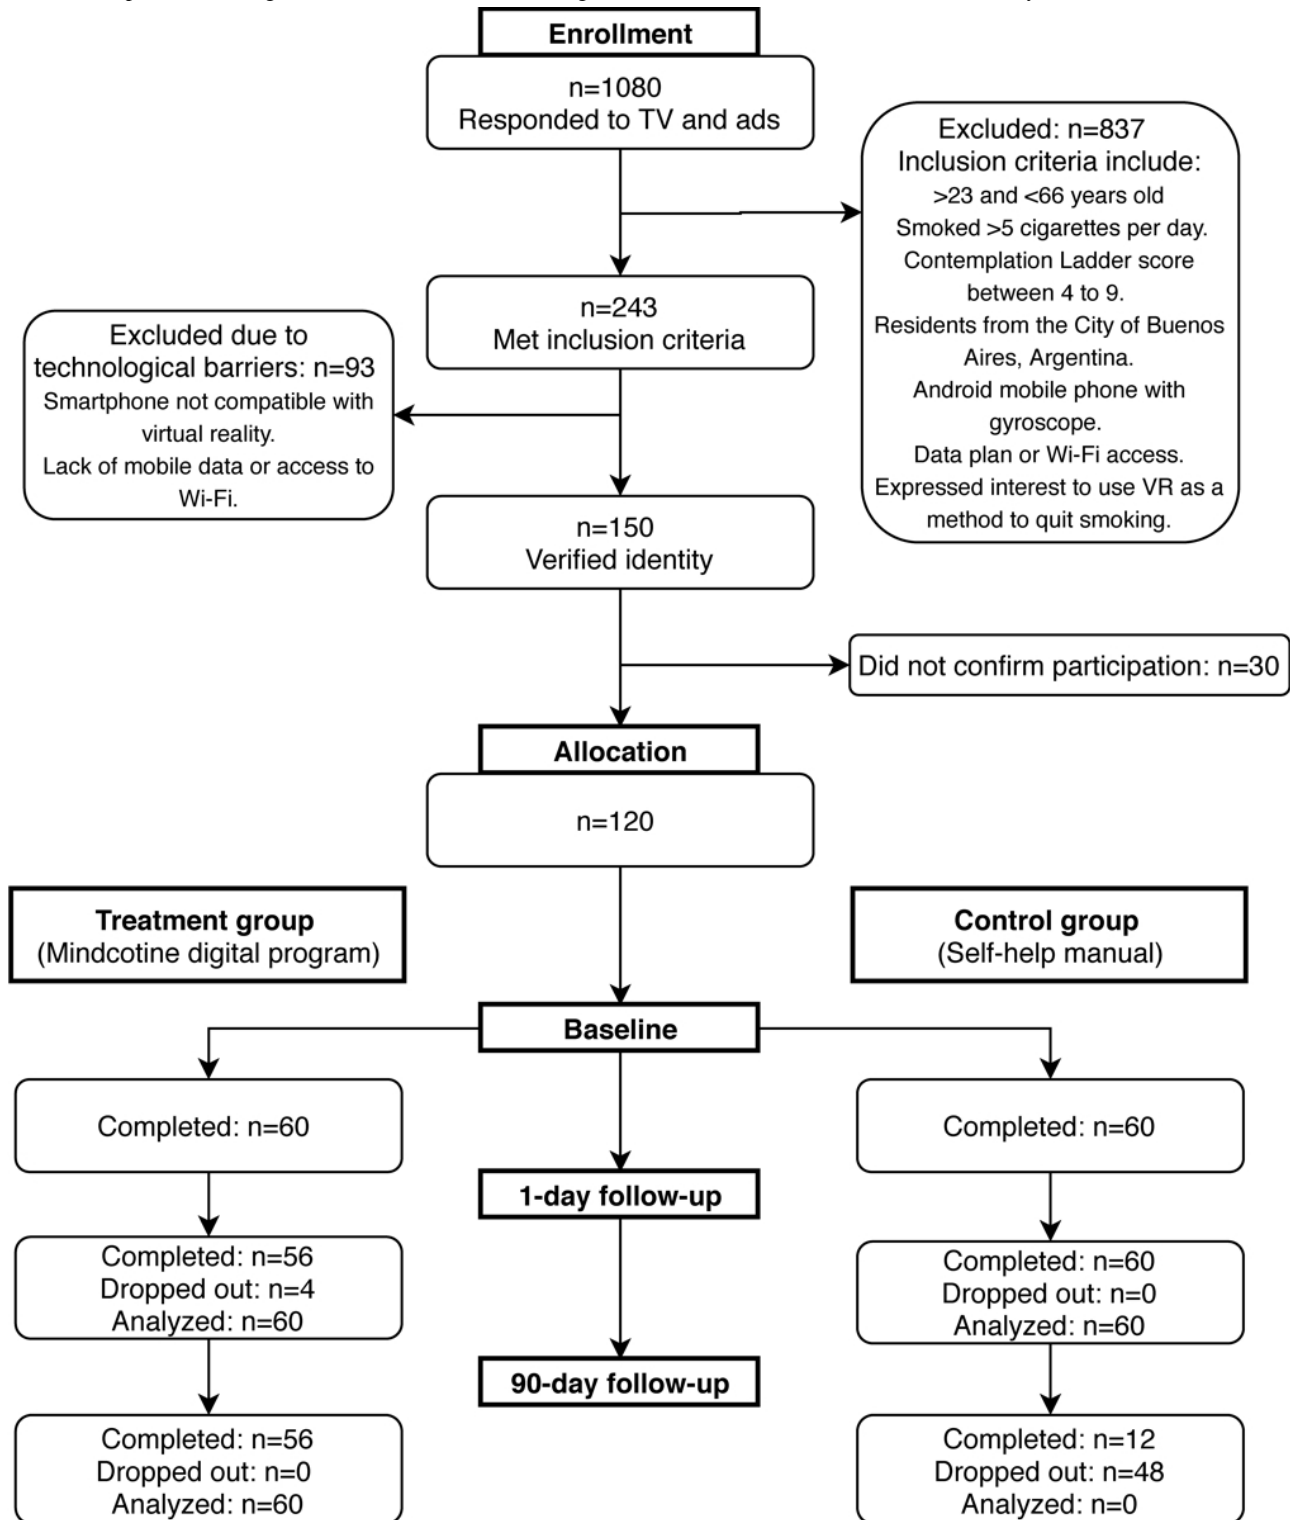 Enrollment
n=1080
Responded to TV and ads
Excluded: n=837
Inclusion criteria include:
>23 and <66 years old
Smoked >5 cigarettes per day.
Contemplation Ladder score
between 4 to 9.
Residents from the City of Buenos
Aires, Argentina.
Android mobile phone with
gyroscope.
Data plan or Wi-Fi access.
Expressed interest to use VR as a
method to quit smoking.
n=243
Met inclusion criteria
Excluded due to
technological barriers: n=93
Smartphone not compatible with
virtual reality.
Lack of mobile data or access to
Wi-Fi.
n=150
Verified identity
Did not confirm participation: n=30
Allocation
n=120
Treatment group
(Mindcotine digital program)
Control group
(Self-help manual)
Baseline
Completed: n=60
Completed: n=60
1-day follow-up
Completed: n=56
Dropped out: n=4
Analyzed: n=60
Completed: n=60
Dropped out: n=0
Analyzed: n=60
90-day follow-up
Completed: n=56
Dropped out: n=0
Analyzed: n=60
Completed: n=12
Dropped out: n=48
Analyzed: n=0